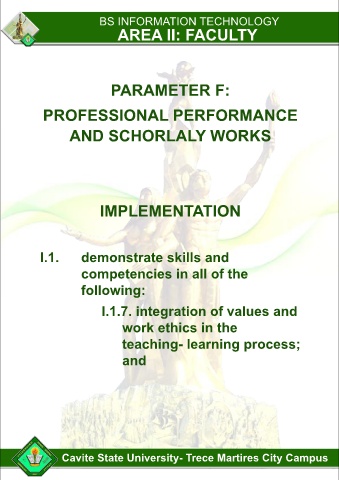 BS INFORMATION TECHNOLOGY
AREA II: FACULTY
PARAMETER F:
PROFESSIONAL PERFORMANCE
AND SCHORLALY WORKS
IMPLEMENTATION
I.1. demonstrate skills and
competencies in all of the
following:
I.1.7. integration of values and
work ethics in the
teaching- learning process;
and
Cavite State University- Trece Martires City Campus